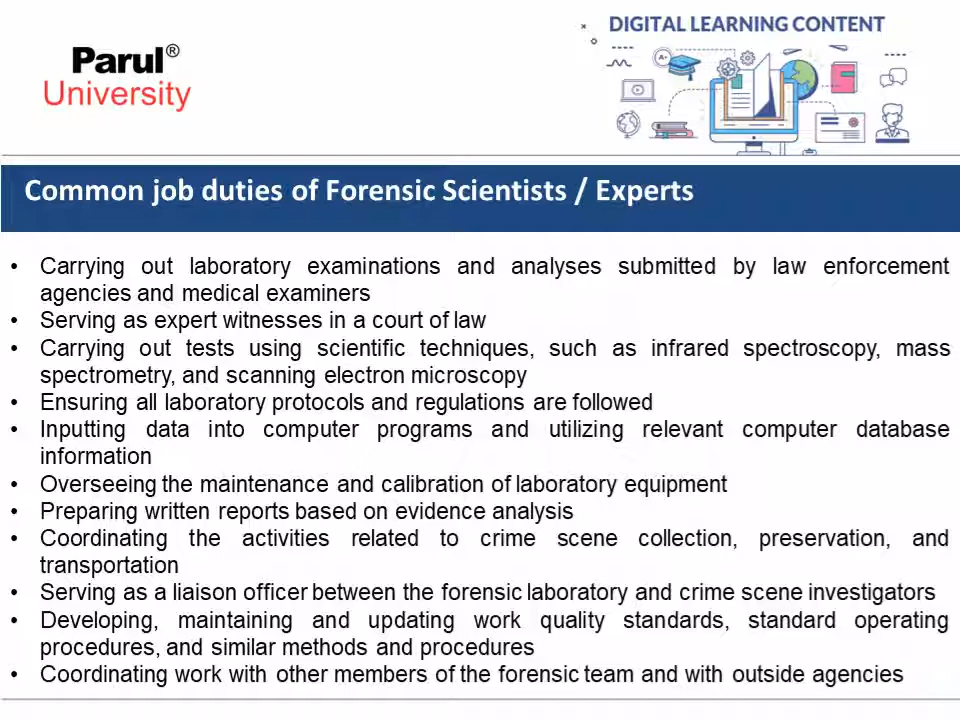 DIGITAL LEARNING CONTENT
Parul®
University
A+
Common job duties of Forensic Scientists / Experts
• Carrying out laboratory examinations and analyses submitted by law enforcement
agencies and medical examiners
• Serving as expert witnesses in a court of law
• Carrying out tests using scientific techniques, such as infrared spectroscopy, mass
spectrometry, and scanning electron microscopy
• Ensuring all laboratory protocols and regulations are followed
• Inputting data into computer programs and utilizing relevant computer database
information
• Overseeing the maintenance and calibration of laboratory equipment
• Preparing written reports based on evidence analysis
• Coordinating the activities related to crime scene collection, preservation, and
transportation
• Serving as a liaison officer between the forensic laboratory and crime scene investigators
• Developing, maintaining and updating work quality standards, standard operating
procedures, and similar methods and procedures
• Coordinating work with other members of the forensic team and with outside agencies